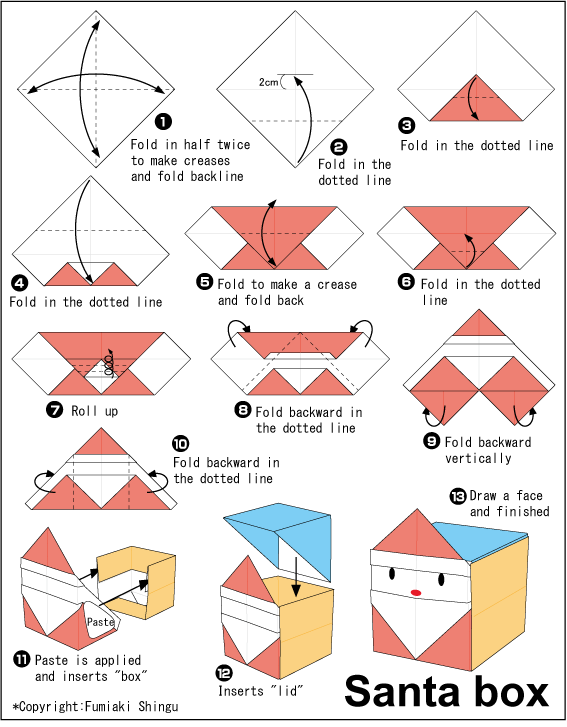 1 Fold in half twice
to make creases
and fold backline
2cm
2 Fold in the
dotted line
3 Fold in the dotted line
4 Fold in the dotted line
5 Fold to make a crease
and fold back
6 Fold in the dotted
line
7 Roll up
8 Fold backward in
the dotted line
9 Fold backward
vertically
10 Fold backward in
the dotted line
Paste
11 Paste is applied
and inserts "box"
12 Inserts "lid"
13 Draw a face
and finished
Santa box
*Copyright:Fumiaki Shingu